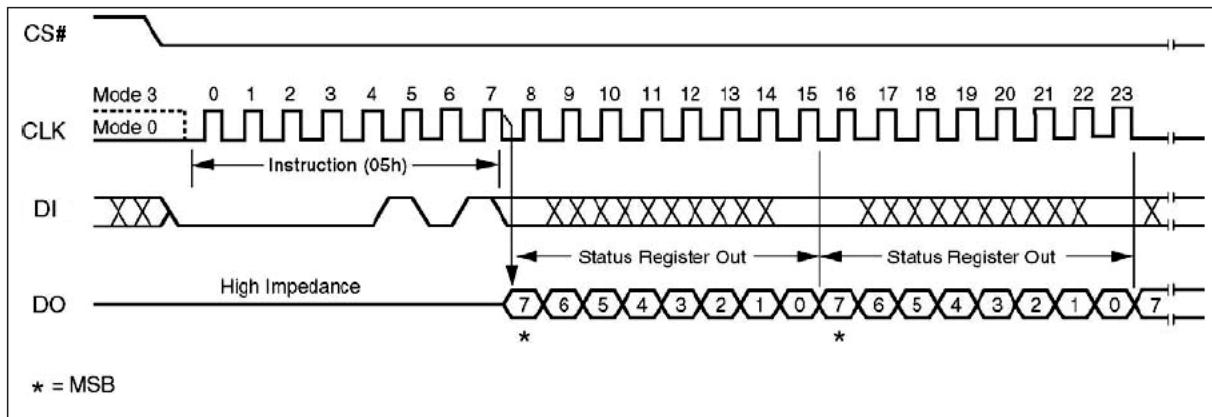 CS#
Mode 3
0 1 2 3 4 5 6 7 8 9 10 11 12 13 14 15 16 17 18 19 20 21 22 23
CLK
Mode 0
Instruction (05h)
DI
Status Register Out
Status Register Out
High Impedance
DO
7 6 5 4 3 2 1 0 7 6 5 4 3 2 1 0 7
* *
* = MSB